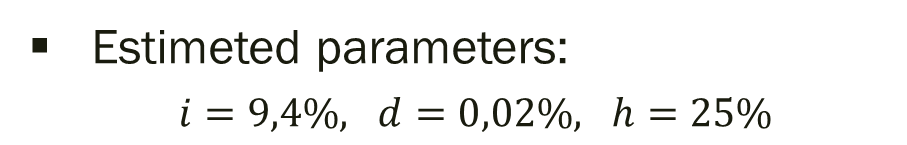 ▪ Estimeted parameters:
i = 9,4%, d = 0,02%, h = 25%